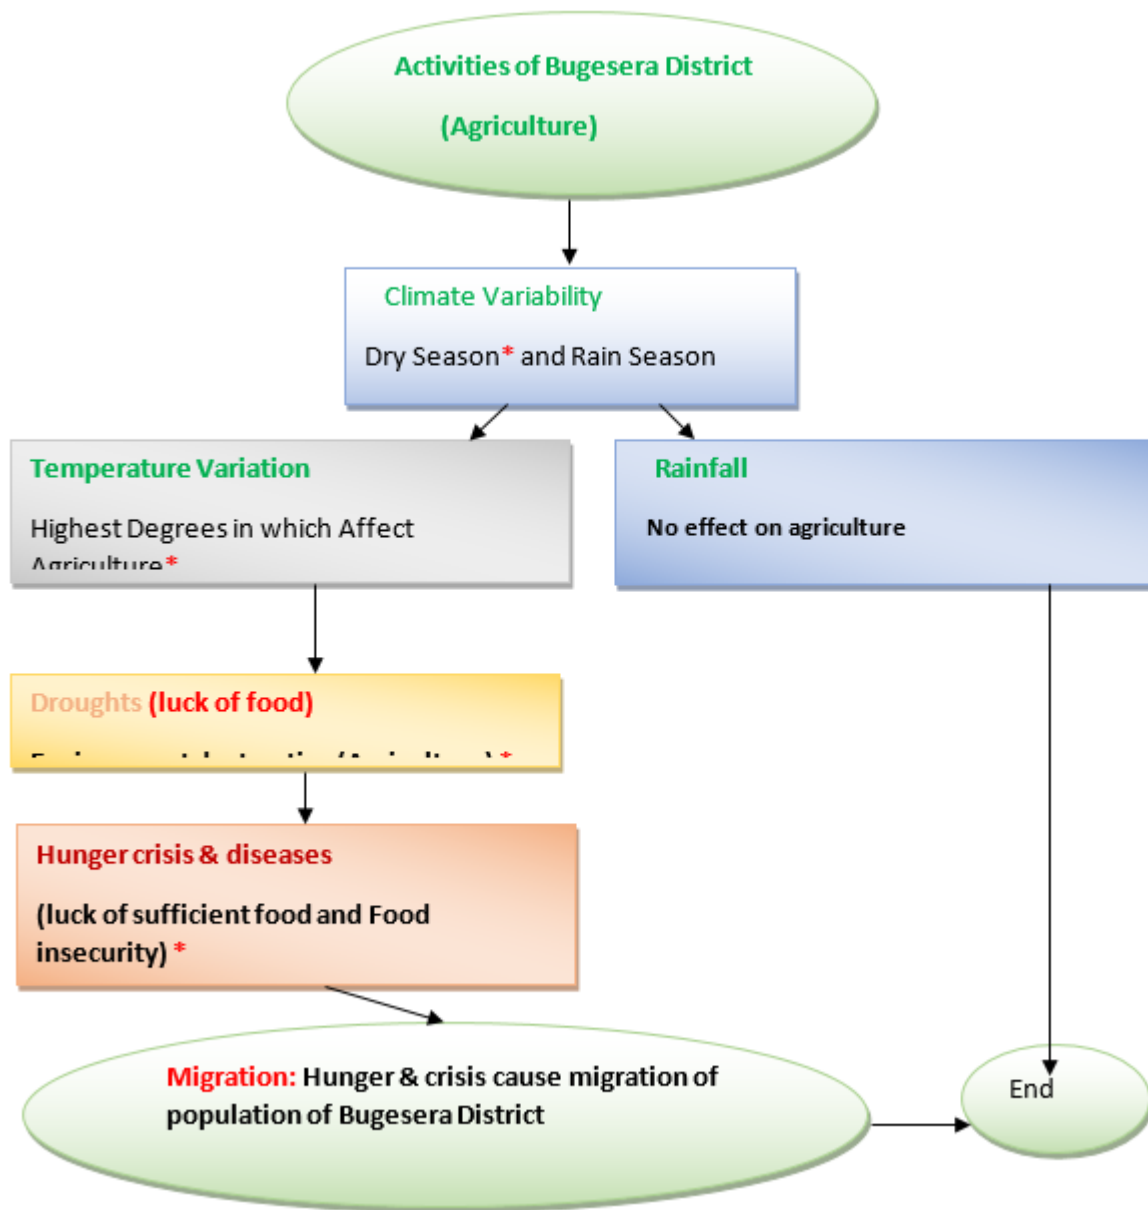 Activities of Bugesera District
(Agriculture)
Climate Variability
Dry Season* and Rain Season
Temperature Variation
Highest Degrees in which Affect
Agriculture*
Rainfall
No effect on agriculture
Droughts (luck of food)
(Agriculture) *
Hunger crisis & diseases
(luck of sufficient food and Food
insecurity) *
Migration: Hunger & crisis cause migration of
population of Bugesera District
End